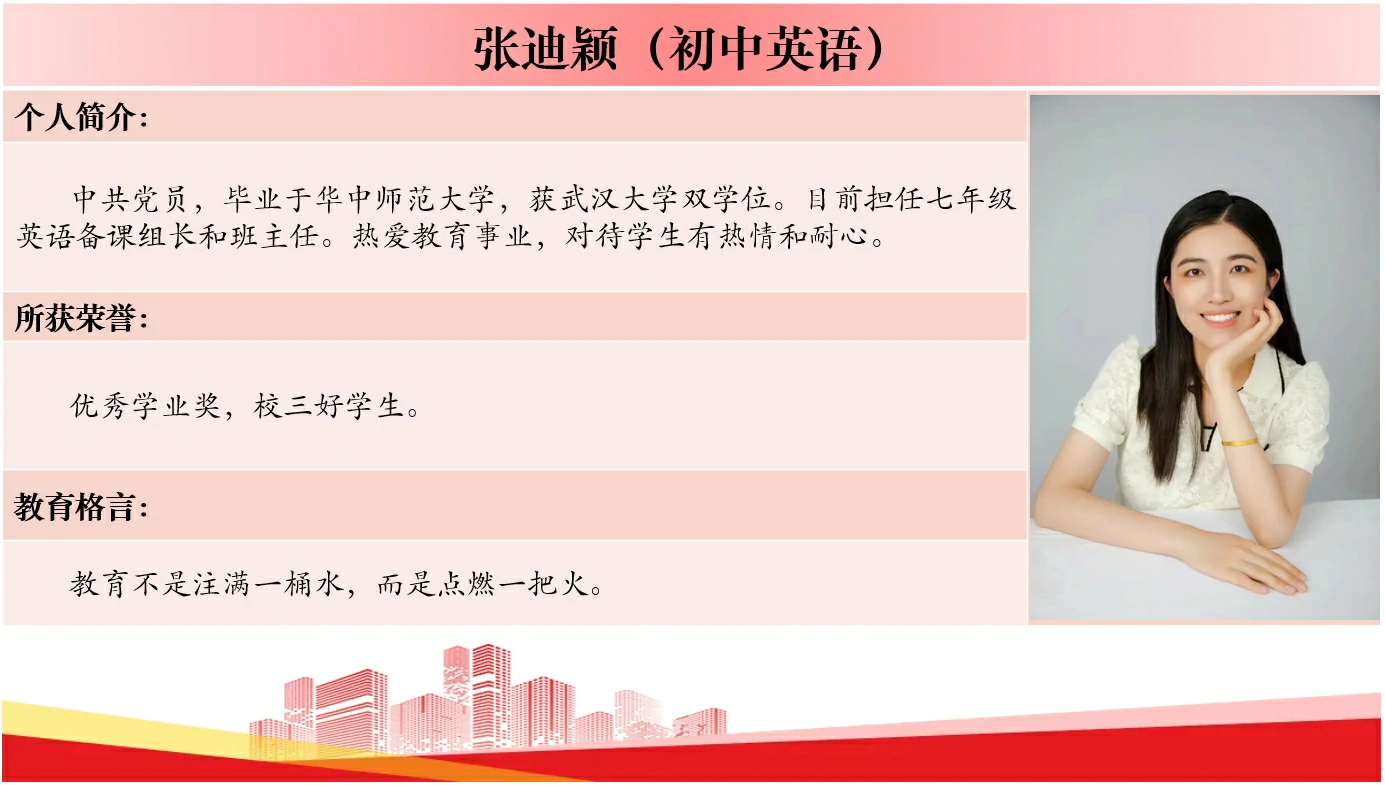 张迪颖（初中英语）
个人简介：
中共党员，毕业于华中师范大学，获武汉大学双学位。目前担任七年级
英语备课组长和班主任。热爱教育事业，对待学生有热情和耐心。
所获荣誉：
优秀学业奖，校三好学生。
教育格言：
教育不是注满一桶水，而是点燃一把火。